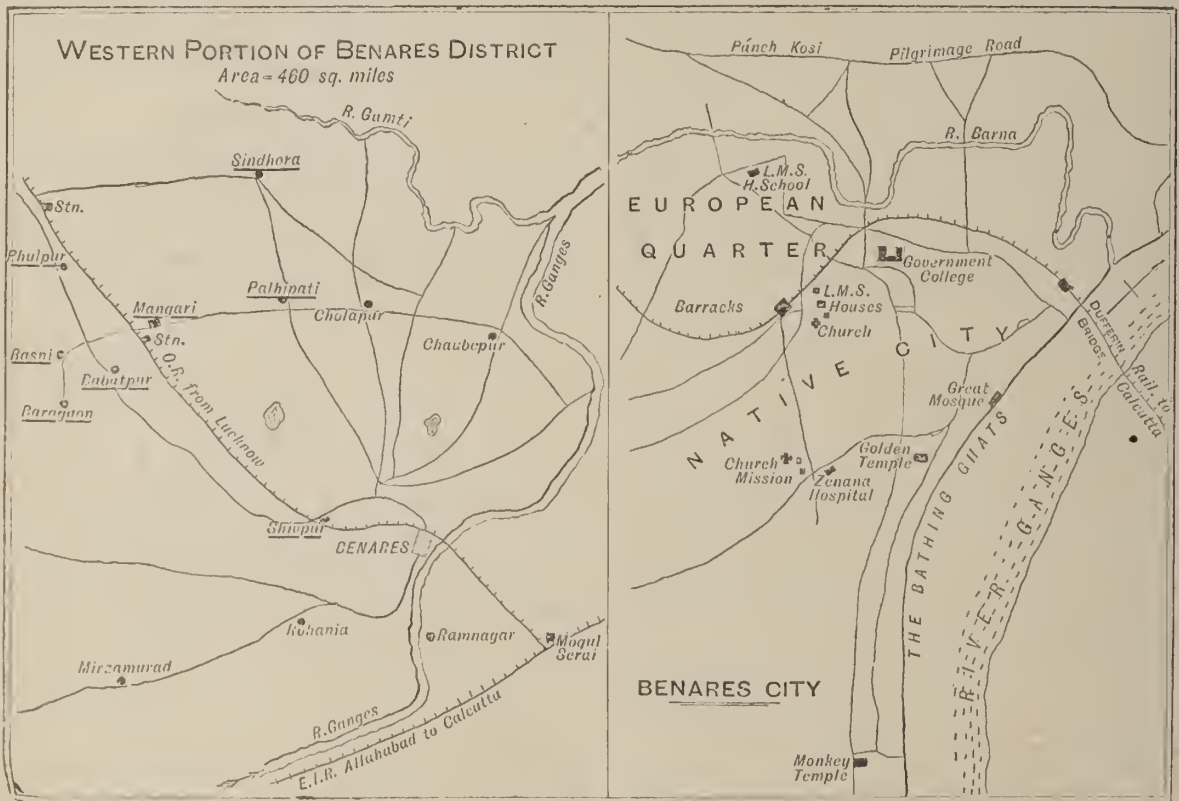 WESTERN PORTION OF BENARES DISTRICT
Area = 460 sq. miles
R. Gumti
Sindhora
Stn.
Phulpur
R. Ganges
Palhipati
Mangari
Cholapur
Stn.
Chaubepur
Basni
Babatpur
Baragaon
O.R. from Lucknow
Shivpur
BENARES
Rohania
Ramnagar
Mogul
Serai
Mirzamurad
R. Ganges
E.I.R. Allahabad to Calcutta
Púnch Kosi
Pilgrimage Road
R. Barna
L.M.S.
H. School
EUROPEAN
QUARTER
Government
College
L.M.S.
Houses
Barracks
Church
DUFFERIN
BRIDGE
Rail. to
Calcutta
NATIVE CITY
Great
Mosque
Church
Mission
Golden
Temple
Zenana
Hospital
THE BATHING GHATS
RIVER GANGES
BENARES CITY
Monkey
Temple